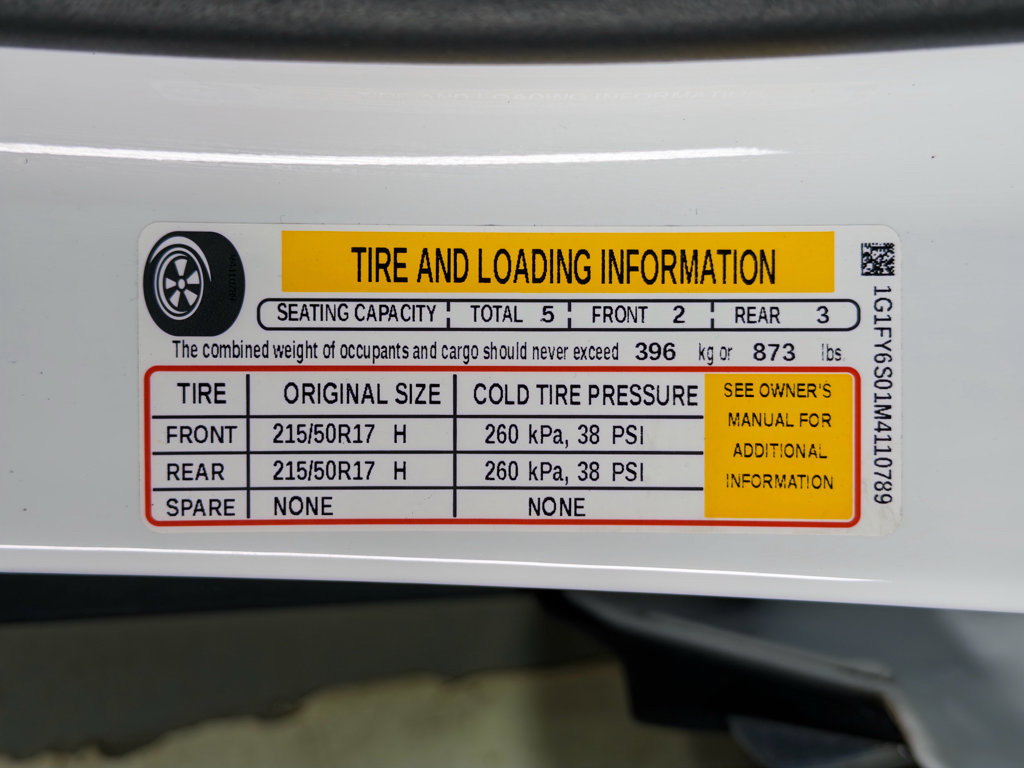 TIRE AND LOADING INFORMATION
SEATING CAPACITY TOTAL 5 FRONT 2 REAR 3
The combined weight of occupants and cargo should never exceed 396 kg or 873 lbs.
TIRE ORIGINAL SIZE COLD TIRE PRESSURE
FRONT 215/50R17 H 260 kPa, 38 PSI
REAR 215/50R17 H 260 kPa, 38 PSI
SPARE NONE NONE
SEE OWNER'S
MANUAL FOR
ADDITIONAL
INFORMATION
1G1FY6S01M4110789